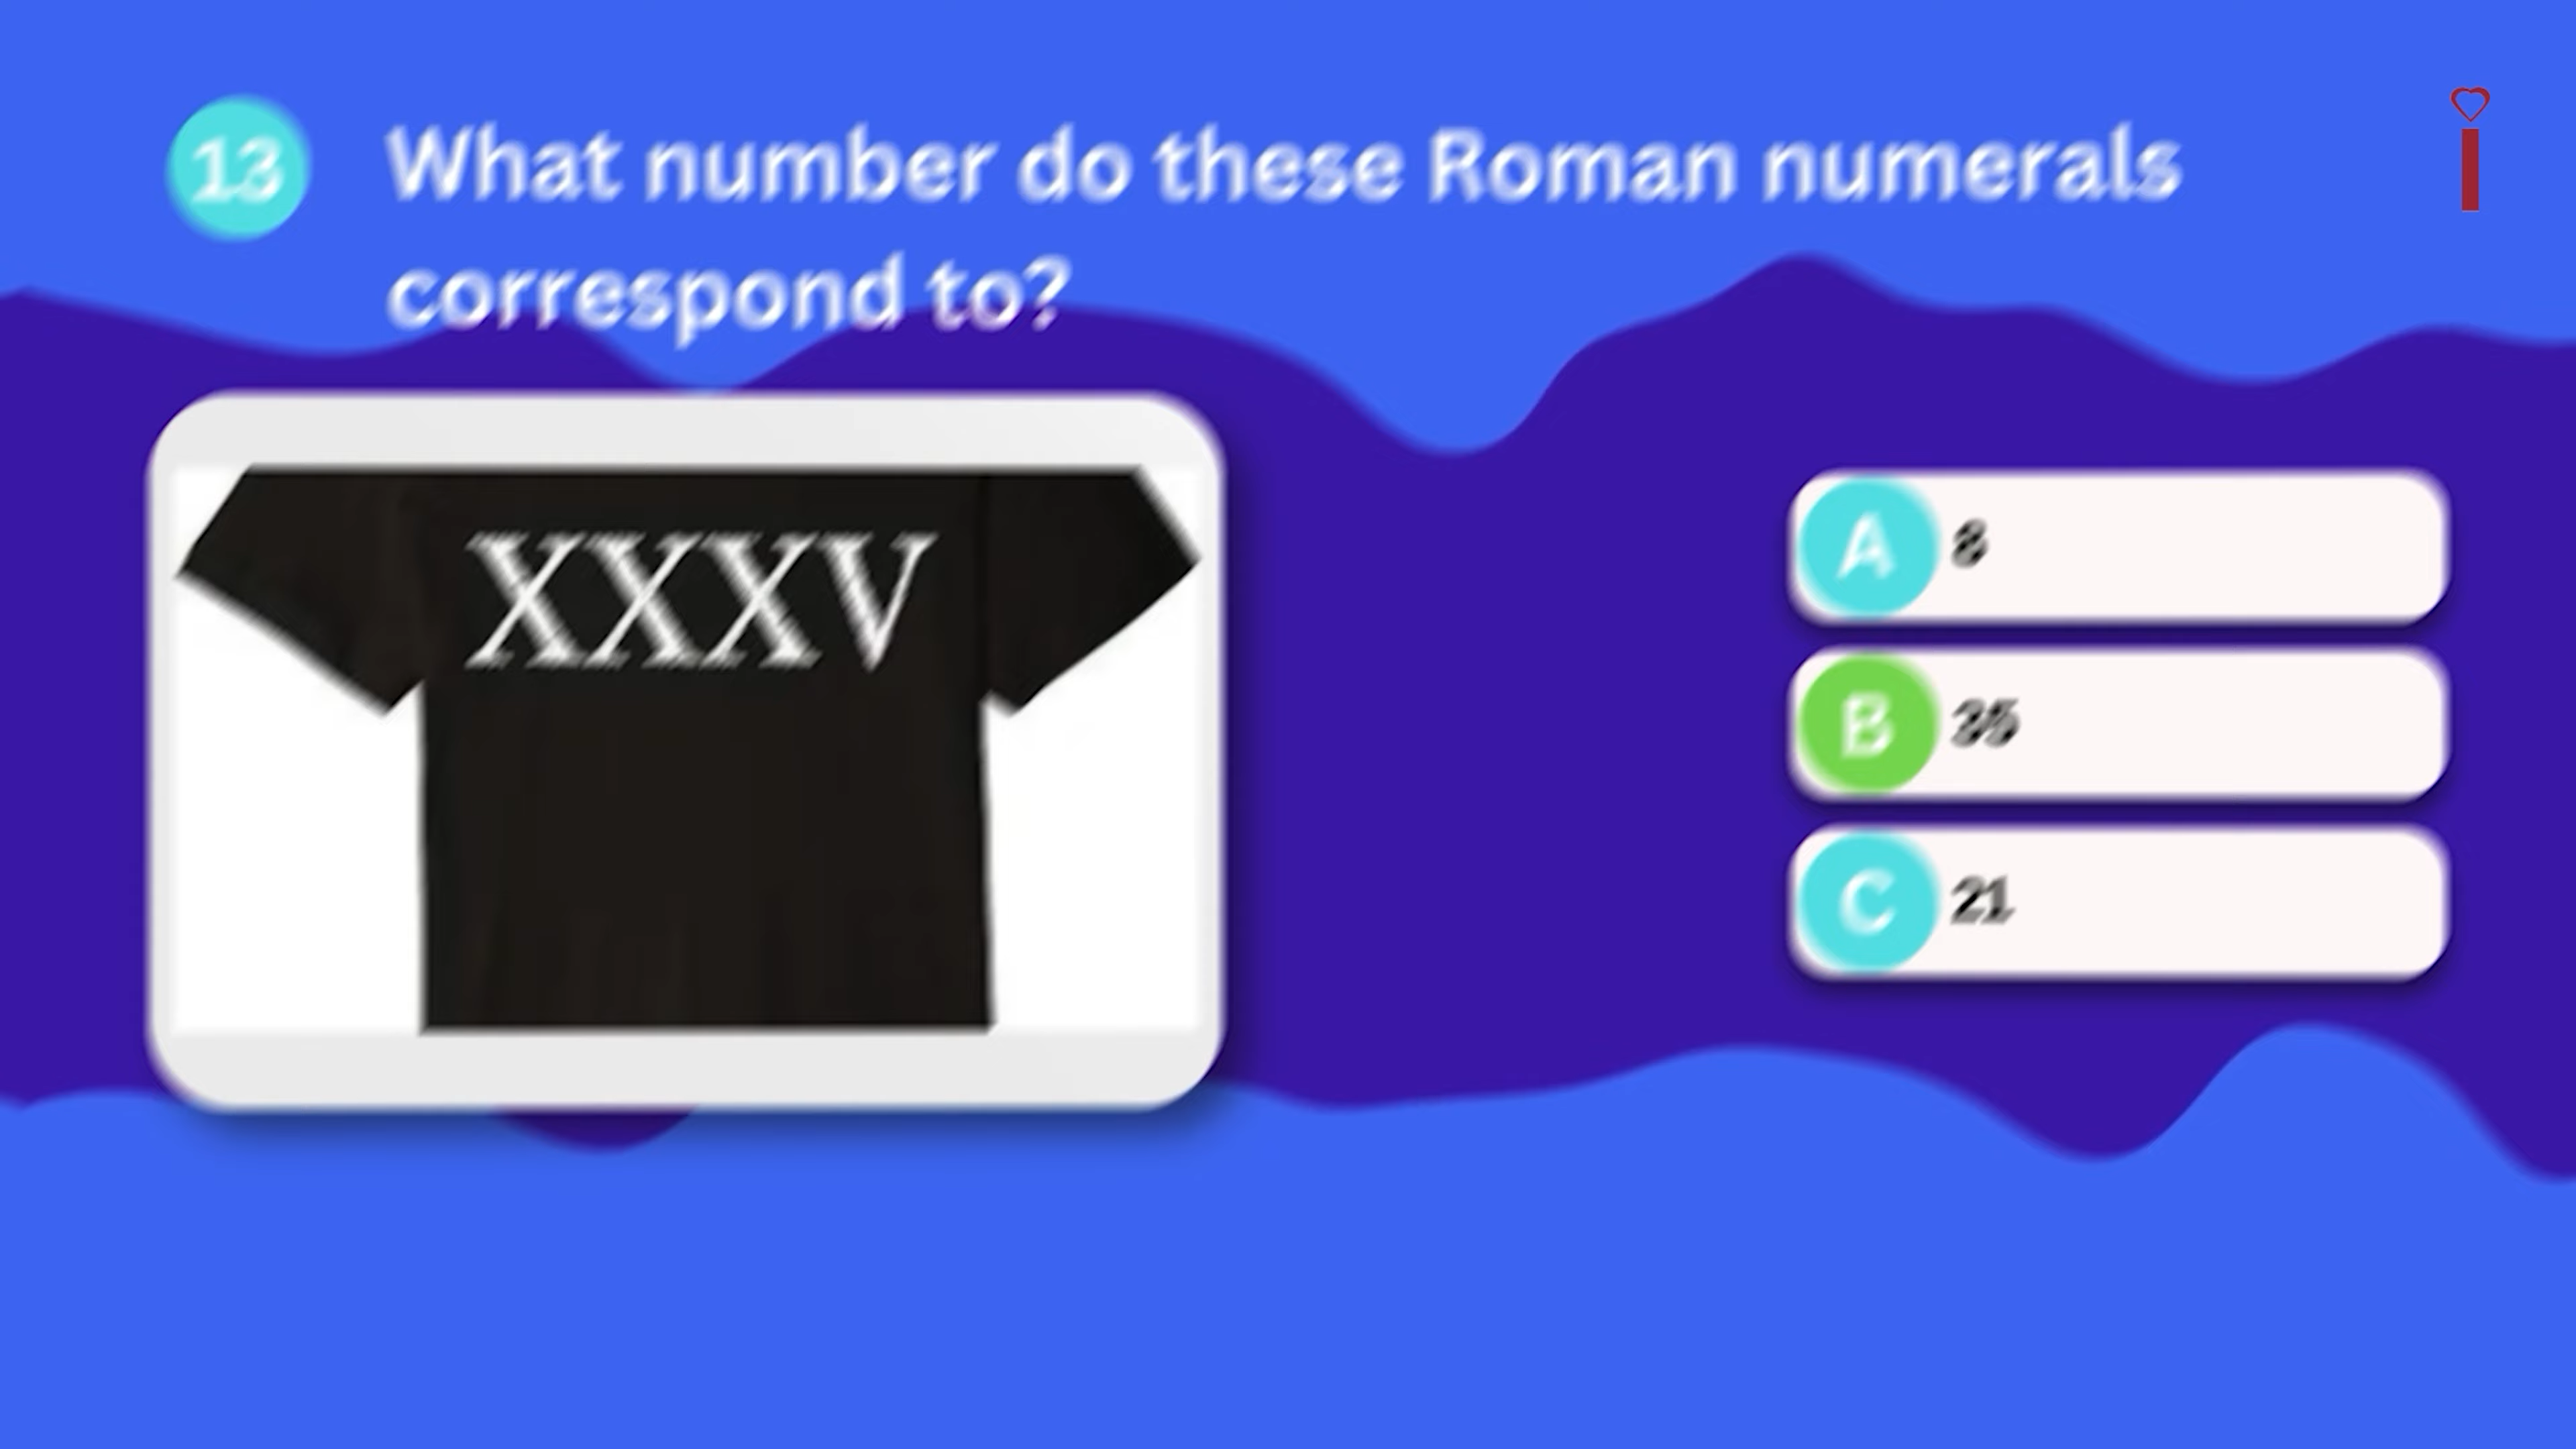 13
What number do these Roman numerals
correspond to?
XXXV
A 8
B 35
C 21